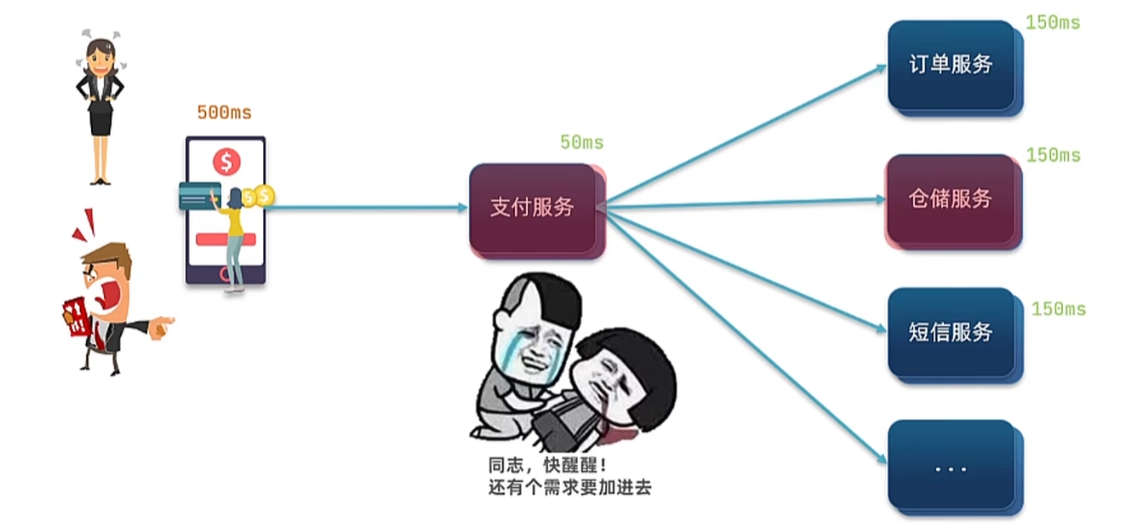 150ms
订单服务
500ms
50ms
150ms
支付服务
仓储服务
150ms
短信服务
同志，快醒醒！
还有个需求要加进去
...